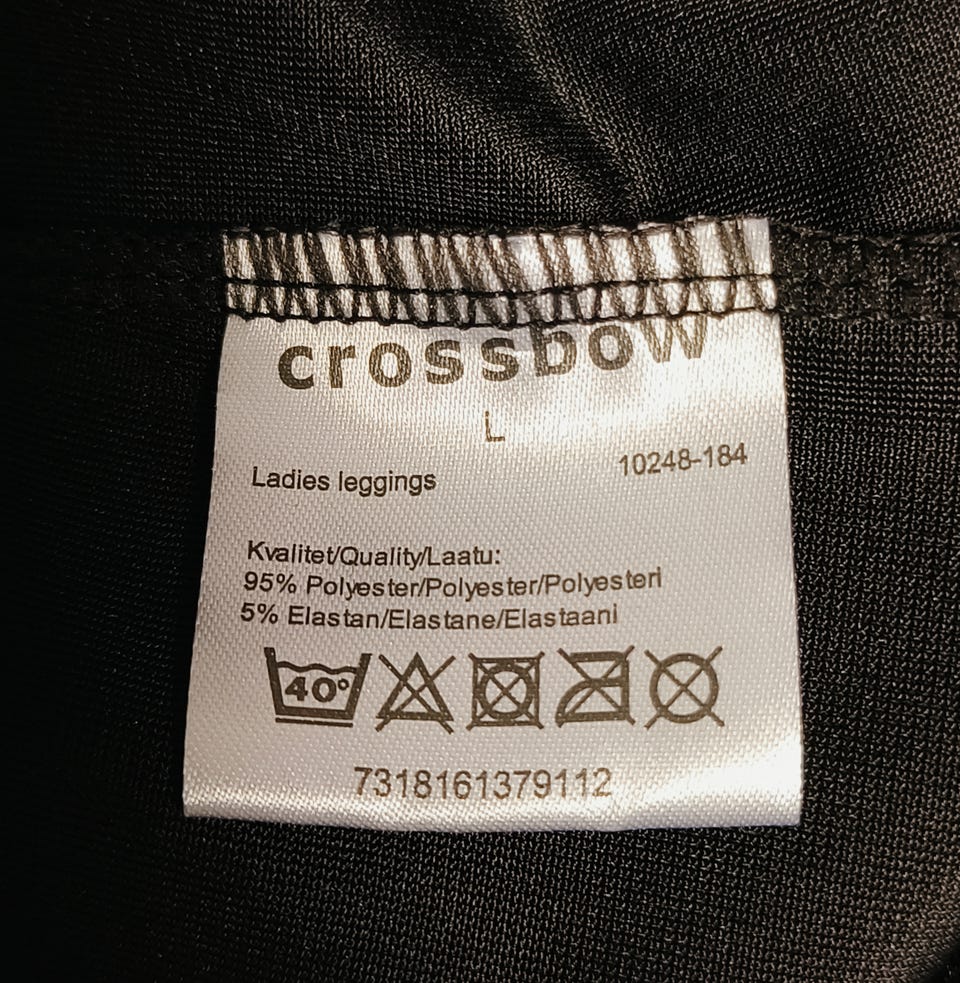 crossbow
L
10248-184
Ladies leggings
Kvalitet/Quality/Laatu:
95% Polyester/Polyester/Polyesteri
5% Elastan/Elastane/Elastaani
40°
7318161379112